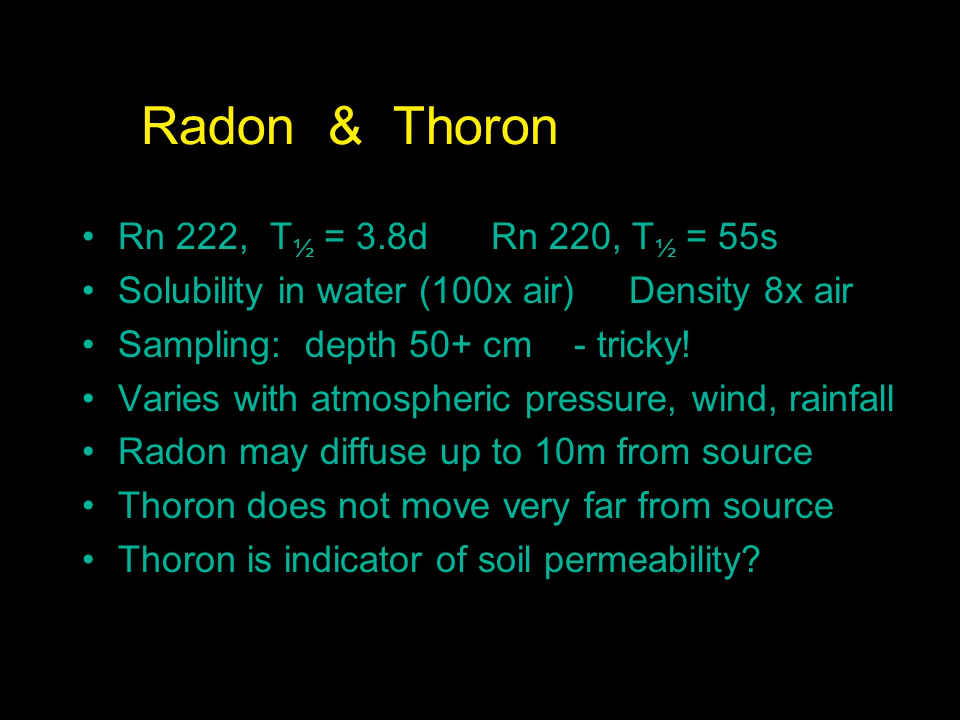 Radon & Thoron
• Rn 222, T½ = 3.8d Rn 220, T½ = 55s
• Solubility in water (100x air) Density 8x air
• Sampling: depth 50+ cm - tricky!
• Varies with atmospheric pressure, wind, rainfall
• Radon may diffuse up to 10m from source
• Thoron does not move very far from source
• Thoron is indicator of soil permeability?